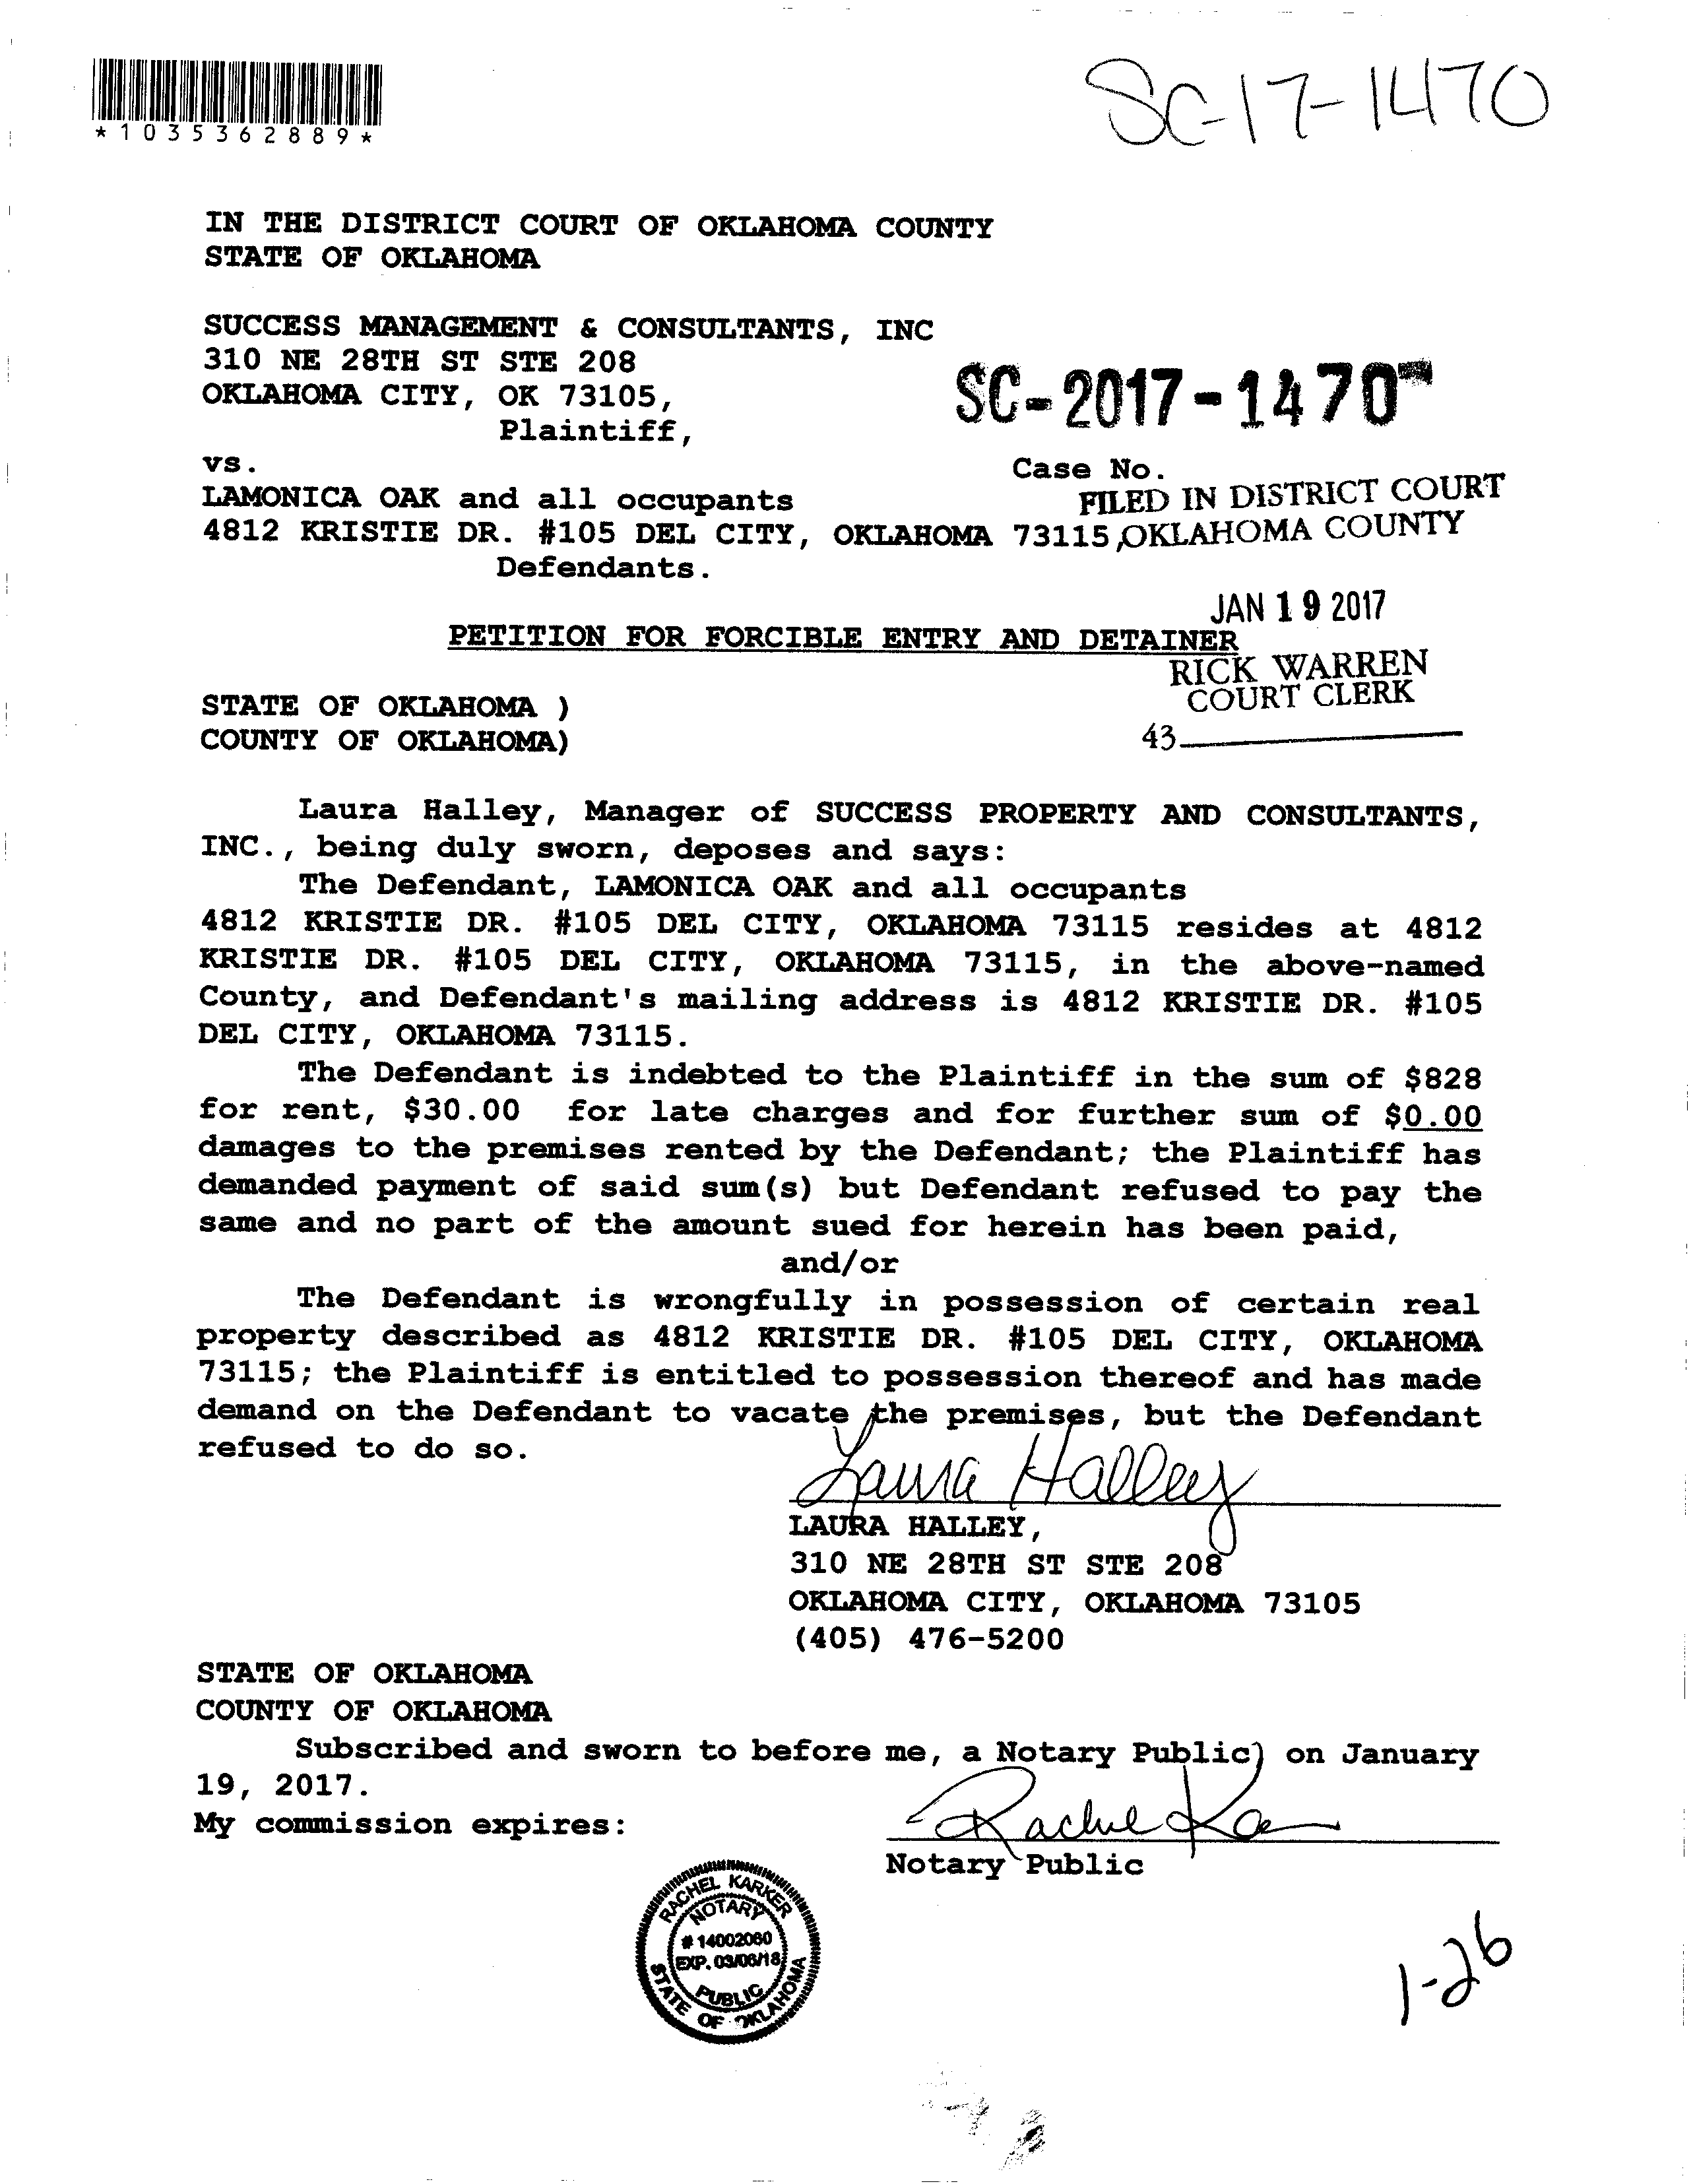 SC-17-1470
*1035362889*
IN THE DISTRICT COURT OF OKLAHOMA COUNTY
STATE OF OKLAHOMA
SUCCESS MANAGEMENT & CONSULTANTS, INC
310 NE 28TH ST STE 208
OKLAHOMA CITY, OK 73105,
SC-2017-1470
Plaintiff,
vs.
Case No.
LAMONICA OAK and all occupants
FILED IN DISTRICT COURT
4812 KRISTIE DR. #105 DEL CITY, OKLAHOMA 73115,
OKLAHOMA COUNTY
Defendants.
JAN 19 2017
PETITION FOR FORCIBLE ENTRY AND DETAINER
RICK WARREN
COURT CLERK
STATE OF OKLAHOMA )
COUNTY OF OKLAHOMA)
43
Laura Halley, Manager of SUCCESS PROPERTY AND CONSULTANTS,
INC., being duly sworn, deposes and says:
The Defendant, LAMONICA OAK and all occupants
4812 KRISTIE DR. #105 DEL CITY, OKLAHOMA 73115 resides at 4812
KRISTIE DR. #105 DEL CITY, OKLAHOMA 73115, in the above-named
County, and Defendant's mailing address is 4812 KRISTIE DR. #105
DEL CITY, OKLAHOMA 73115.
The Defendant is indebted to the Plaintiff in the sum of $828
for rent, $30.00 for late charges and for further sum of $0.00
damages to the premises rented by the Defendant; the Plaintiff has
demanded payment of said sum(s) but Defendant refused to pay the
same and no part of the amount sued for herein has been paid,
and/or
The Defendant is wrongfully in possession of certain real
property described as 4812 KRISTIE DR. #105 DEL CITY, OKLAHOMA
73115; the Plaintiff is entitled to possession thereof and has made
demand on the Defendant to vacate the premises, but the Defendant
refused to do so.
Laura Halley
LAURA HALLEY,
310 NE 28TH ST STE 208
OKLAHOMA CITY, OKLAHOMA 73105
(405) 476-5200
STATE OF OKLAHOMA
COUNTY OF OKLAHOMA
Subscribed and sworn to before me, a Notary Public) on January
19, 2017.
My commission expires:
Rachel
Notary Public
RACHEL KARKER
NOTARY
# 14002060
EXP. 03/06/18
PUBLIC
STATE OF OKLAHOMA
1-26